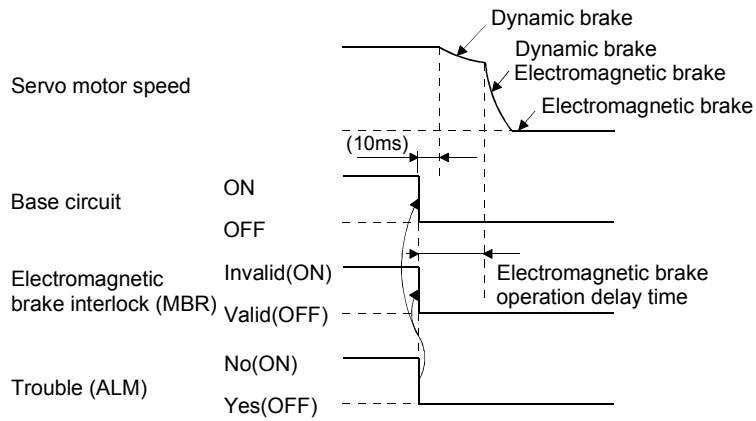 Dynamic brake
Dynamic brake
Electromagnetic brake
Servo motor speed
Electromagnetic brake
(10ms)
ON
Base circuit
OFF
Electromagnetic
brake interlock (MBR)
Invalid(ON)
Valid(OFF)
Electromagnetic brake
operation delay time
No(ON)
Trouble (ALM)
Yes(OFF)